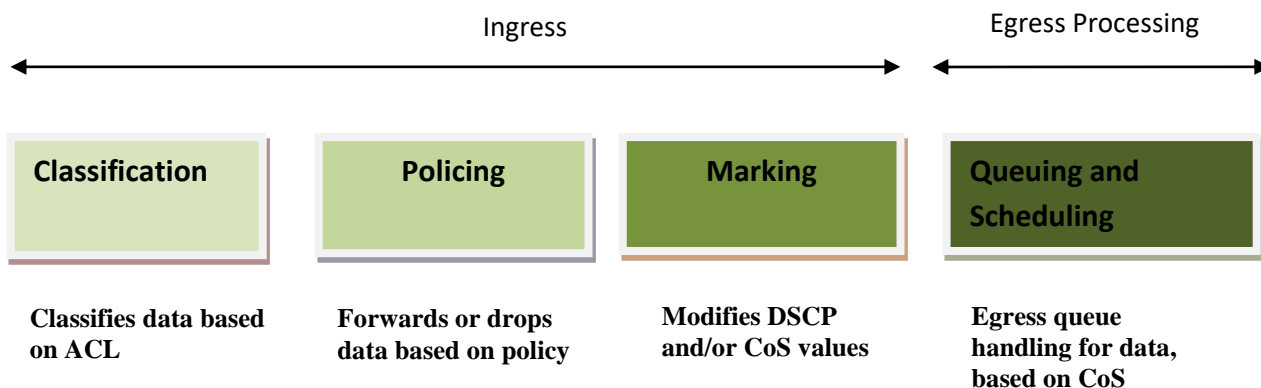 Ingress
Egress Processing
Classification
Policing
Marking
Queuing and
Scheduling
Classifies data based
on ACL
Forwards or drops
data based on policy
Modifies DSCP
and/or CoS values
Egress queue
handling for data,
based on CoS